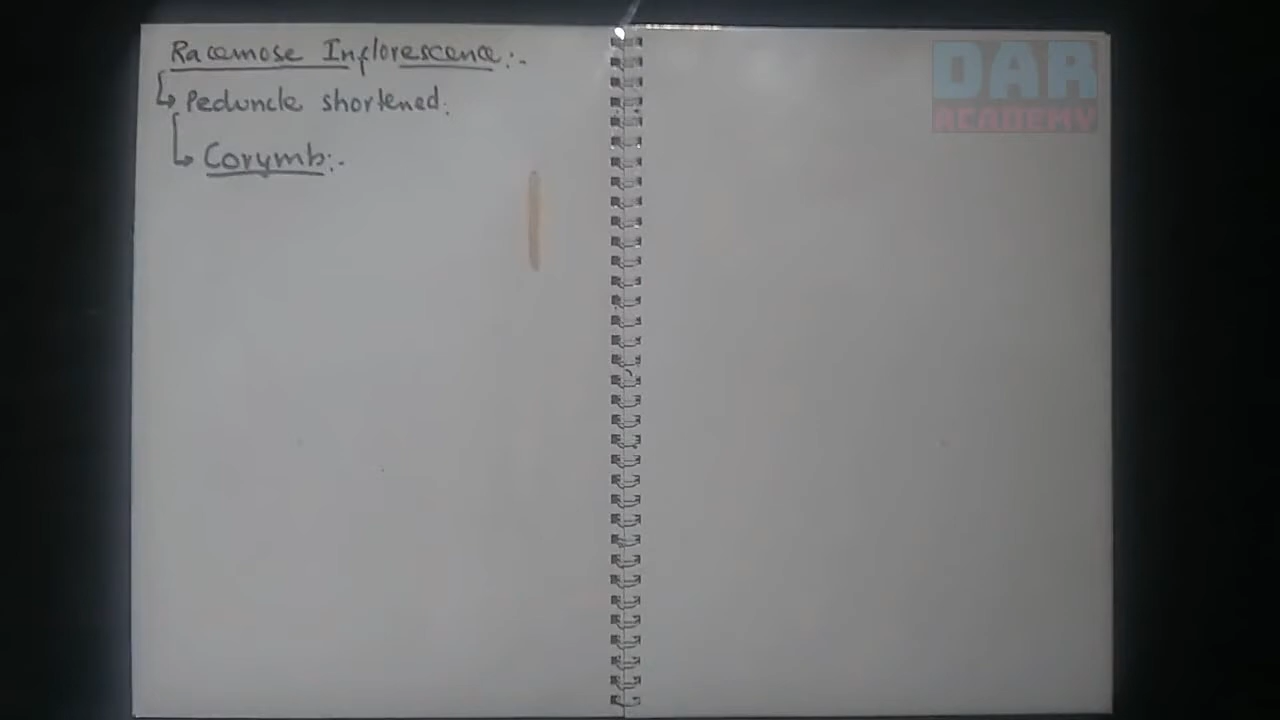 Racemose Inflorescence:-
Peduncle shortened:
Corymb:-
DAR
ACADEMY